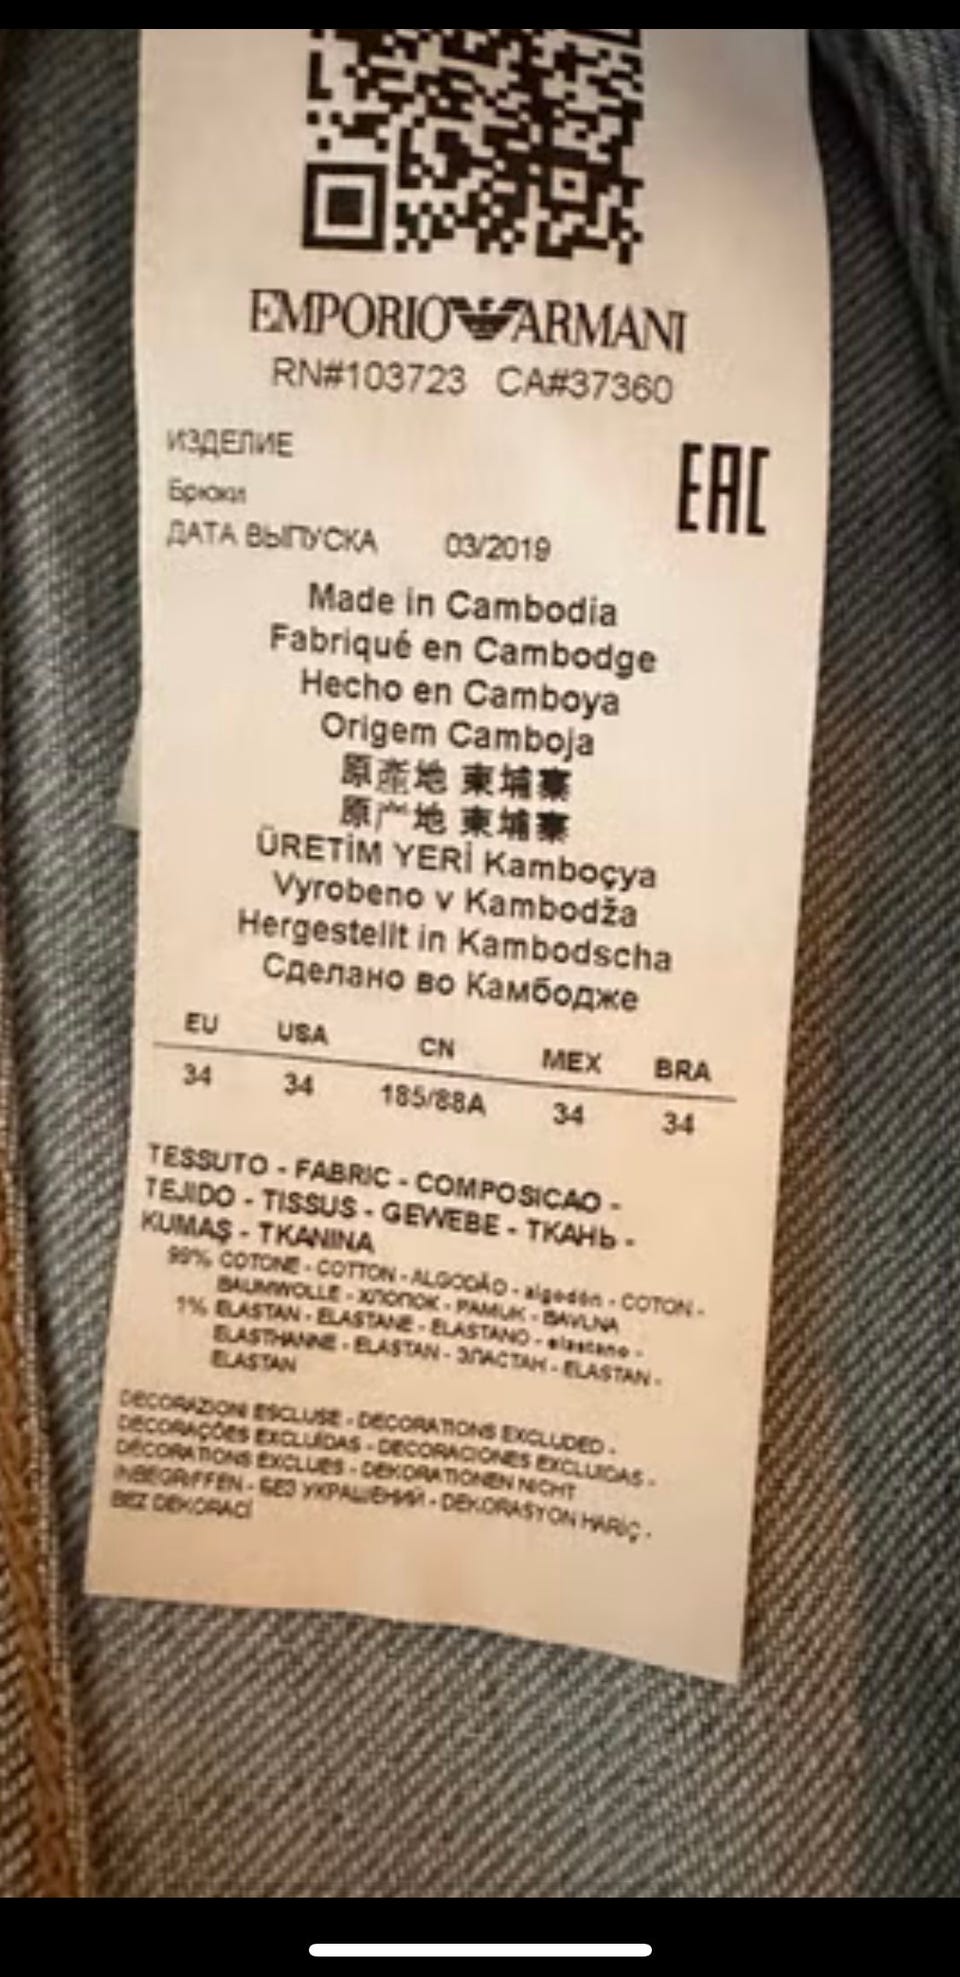 EMPORIO ARMANI
RN#103723 CA#37360
ИЗДЕЛИЕ
EAC
Брюки
ДАТА ВЫПУСКА 03/2019
Made in Cambodia
Fabriqué en Cambodge
Hecho en Camboya
Origem Camboja
原產地 柬埔寨
原产地 柬埔寨
ÜRETİM YERİ Kamboçya
Vyrobeno v Kambodža
Hergestellt in Kambodscha
Сделано во Камбодже
EU USA CN MEX BRA
34 34 185/88A 34 34
TESSUTO - FABRIC - COMPOSICAO -
TEJIDO - TISSUS - GEWEBE - ТКАНЬ -
KUMAŞ - TKANINA
99% COTONE - COTTON - ALGODÃO - algodón - COTON -
BAUMWOLLE - ХЛОПОК - PAMUK - BAVLNA
1% ELASTAN - ELASTANE - ELASTANO - elastano -
ELASTHANNE - ELASTAN - ЭЛАСТАН - ELASTAN -
ELASTAN
DECORAZIONI ESCLUSE - DECORATIONS EXCLUDED -
DECORAÇÕES EXCLUÍDAS - DECORACIONES EXCLUIDAS -
DÉCORATIONS EXCLUES - DEKORATIONEN NICHT
INBEGRIFFEN - БЕЗ УКРАШЕНИЙ - DEKORASYON HARİÇ -
BEZ DEKORACÍ